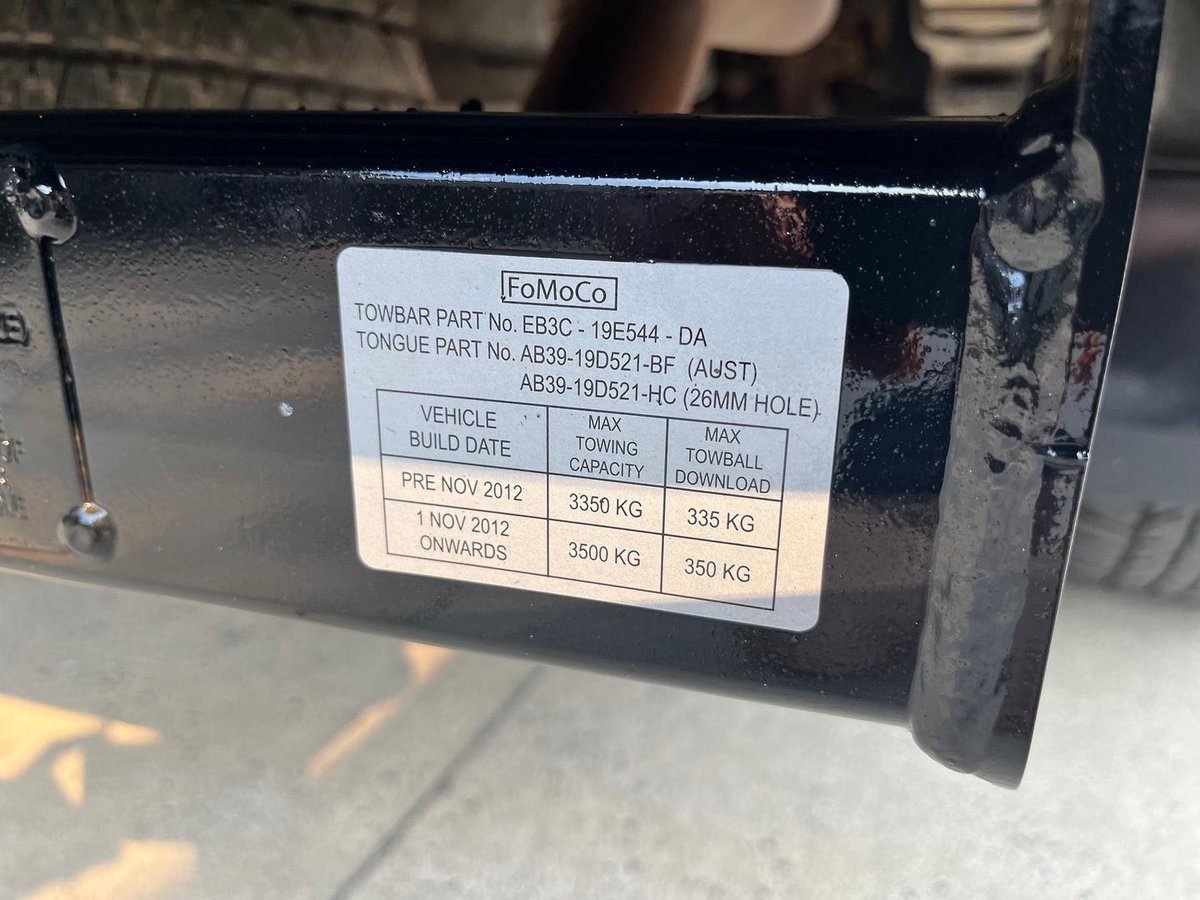 FoMoCo
TOWBAR PART No. EB3C - 19E544 - DA
TONGUE PART No. AB39-19D521-BF (AUST)
AB39-19D521-HC (26MM HOLE)
VEHICLE BUILD DATE
MAX TOWING CAPACITY
MAX TOWBALL DOWNLOAD
PRE NOV 2012 3350 KG 335 KG
1 NOV 2012 ONWARDS 3500 KG 350 KG